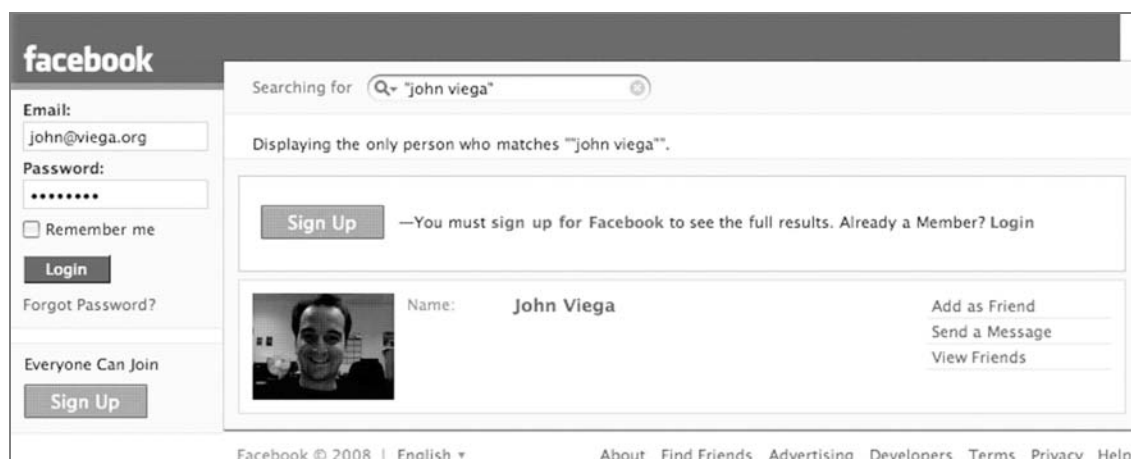 facebook
Email:
john@viega.org
Password:
••••••••
Remember me
Login
Forgot Password?
Everyone Can Join
Sign Up
Searching for "john viega"
Displaying the only person who matches ""john viega"".
Sign Up —You must sign up for Facebook to see the full results. Already a Member? Login
Name: John Viega
Add as Friend
Send a Message
View Friends
Facebook © 2008 | English About Find Friends Advertising Developers Terms Privacy Help